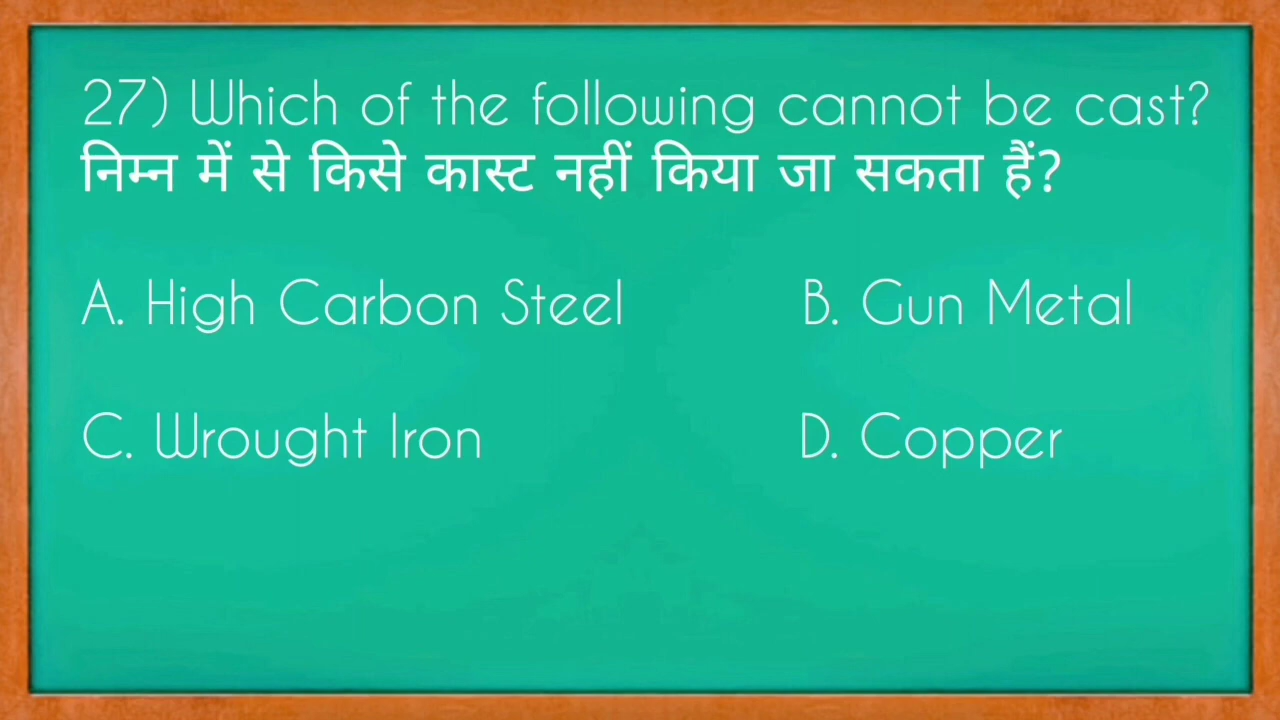 27) Which of the following cannot be cast?
निम्न में से किसे कास्ट नहीं किया जा सकता हैं?
A. High Carbon Steel B. Gun Metal
C. Wrought Iron D. Copper